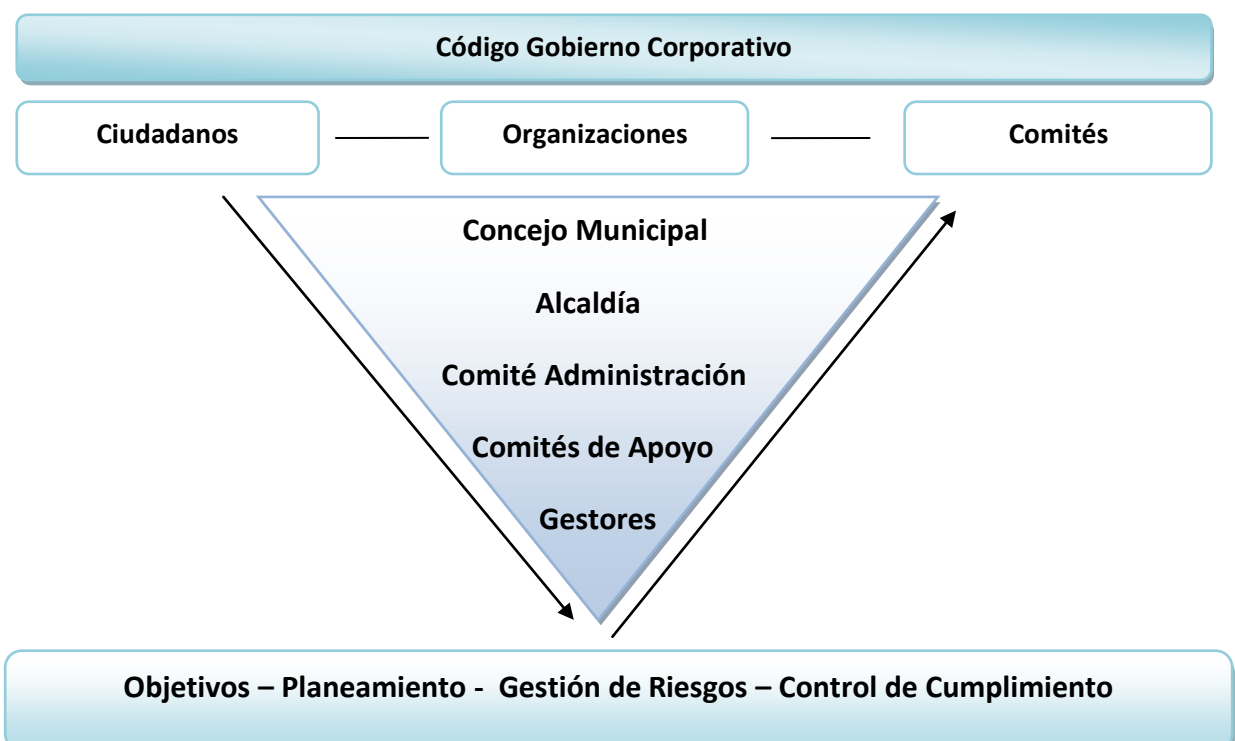 Código Gobierno Corporativo
Ciudadanos
Organizaciones
Comités
Concejo Municipal
Alcaldía
Comité Administración
Comités de Apoyo
Gestores
Objetivos – Planeamiento - Gestión de Riesgos – Control de Cumplimiento